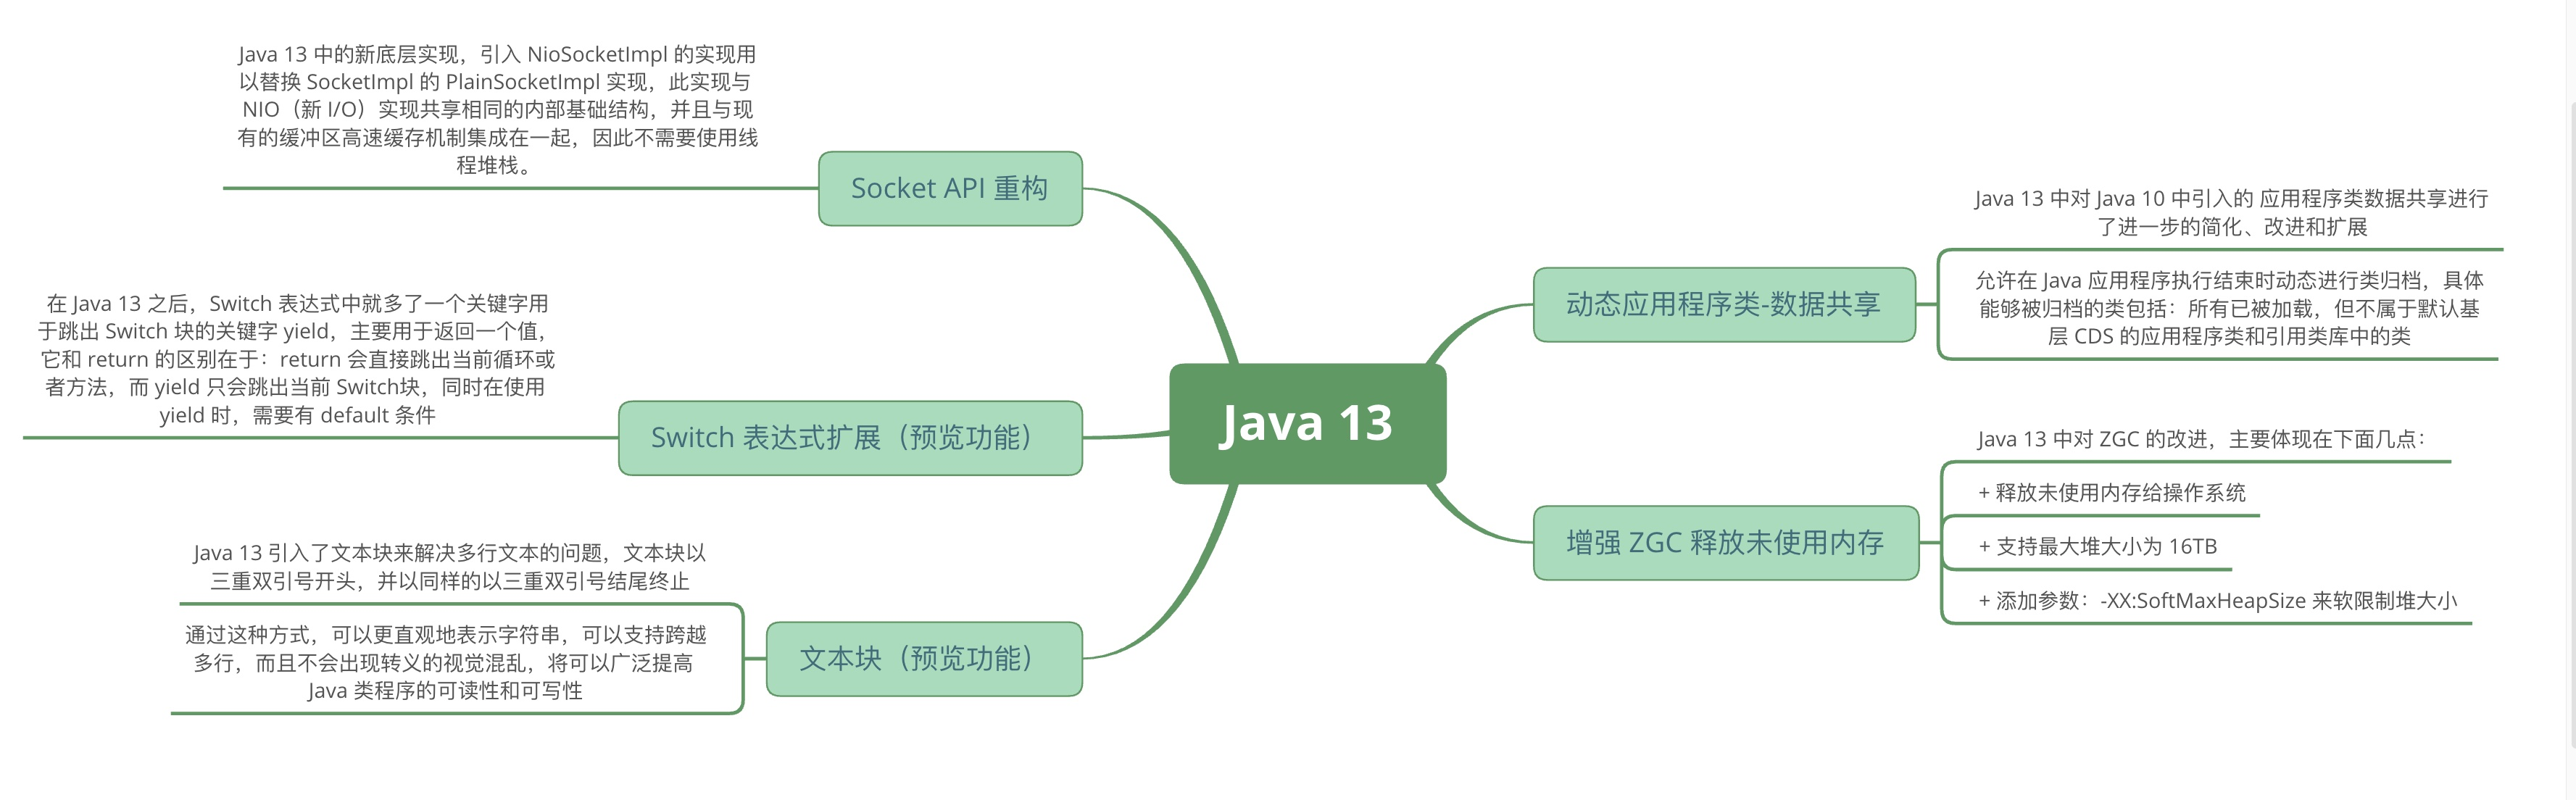 Java 13 中的新底层实现，引入 NioSocketImpl 的实现用
以替换 SocketImpl 的 PlainSocketImpl 实现，此实现与
NIO（新 I/O）实现共享相同的内部基础结构，并且与现
有的缓冲区高速缓存机制集成在一起，因此不需要使用线
程堆栈。
Socket API 重构
在 Java 13 之后，Switch 表达式中就多了一个关键字用
于跳出 Switch 块的关键字 yield，主要用于返回一个值，
它和 return 的区别在于：return 会直接跳出当前循环或
者方法，而 yield 只会跳出当前 Switch块，同时在使用
yield 时，需要有 default 条件
Switch 表达式扩展（预览功能）
Java 13 引入了文本块来解决多行文本的问题，文本块以
三重双引号开头，并以同样的以三重双引号结尾终止
通过这种方式，可以更直观地表示字符串，可以支持跨越
多行，而且不会出现转义的视觉混乱，将可以广泛提高
Java 类程序的可读性和可写性
文本块（预览功能）
Java 13
动态应用程序类-数据共享
Java 13 中对 Java 10 中引入的 应用程序类数据共享进行
了进一步的简化、改进和扩展
允许在 Java 应用程序执行结束时动态进行类归档，具体
能够被归档的类包括：所有已被加载，但不属于默认基
层 CDS 的应用程序类和引用类库中的类
增强 ZGC 释放未使用内存
Java 13 中对 ZGC 的改进，主要体现在下面几点：
+ 释放未使用内存给操作系统
+ 支持最大堆大小为 16TB
+ 添加参数：-XX:SoftMaxHeapSize 来软限制堆大小